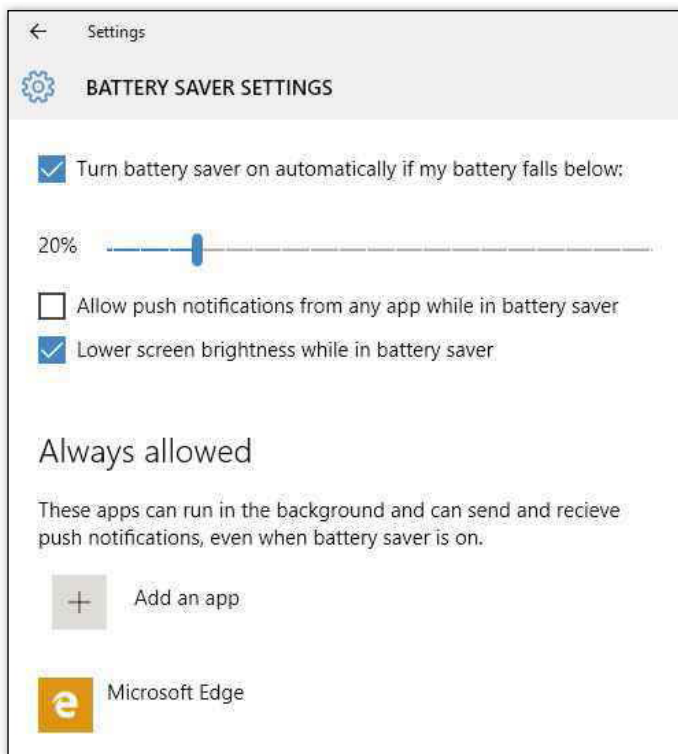 Settings
BATTERY SAVER SETTINGS
Turn battery saver on automatically if my battery falls below:
20%
Allow push notifications from any app while in battery saver
Lower screen brightness while in battery saver
Always allowed
These apps can run in the background and can send and recieve
push notifications, even when battery saver is on.
Add an app
Microsoft Edge